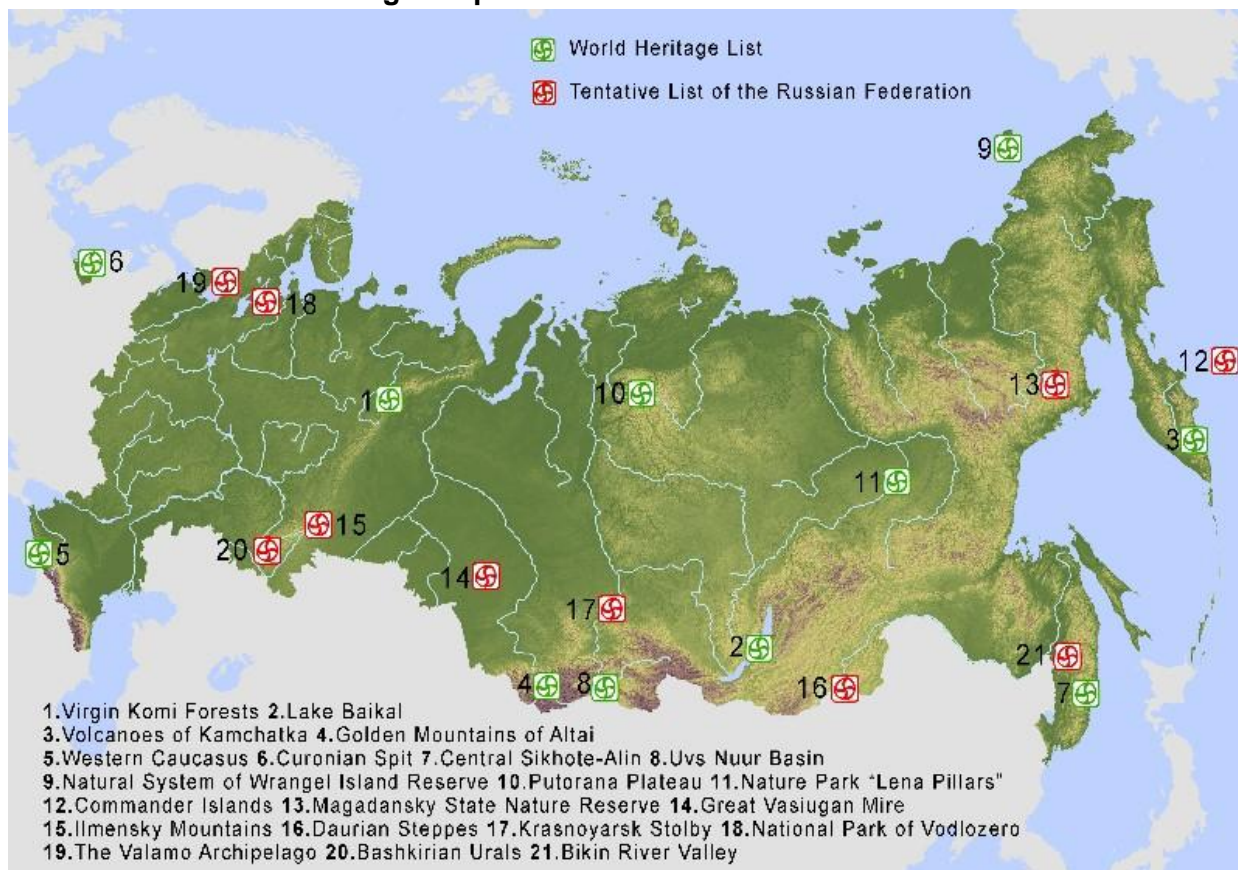 World Heritage List
Tentative List of the Russian Federation
9
6
19
18
12
10
13
1
3
11
15
5
20
14
17
2
21
4
8
16
7
1.Virgin Komi Forests 2.Lake Baikal
3.Volcanoes of Kamchatka 4.Golden Mountains of Altai
5.Western Caucasus 6.Curonian Spit 7.Central Sikhote-Alin 8.Uvs Nuur Basin
9.Natural System of Wrangel Island Reserve 10.Putorana Plateau 11.Nature Park "Lena Pillars"
12.Commander Islands 13.Magadansky State Nature Reserve 14.Great Vasiugan Mire
15.Ilmensky Mountains 16.Daurian Steppes 17.Krasnoyarsk Stolby 18.National Park of Vodlozero
19.The Valamo Archipelago 20.Bashkirian Urals 21.Bikin River Valley